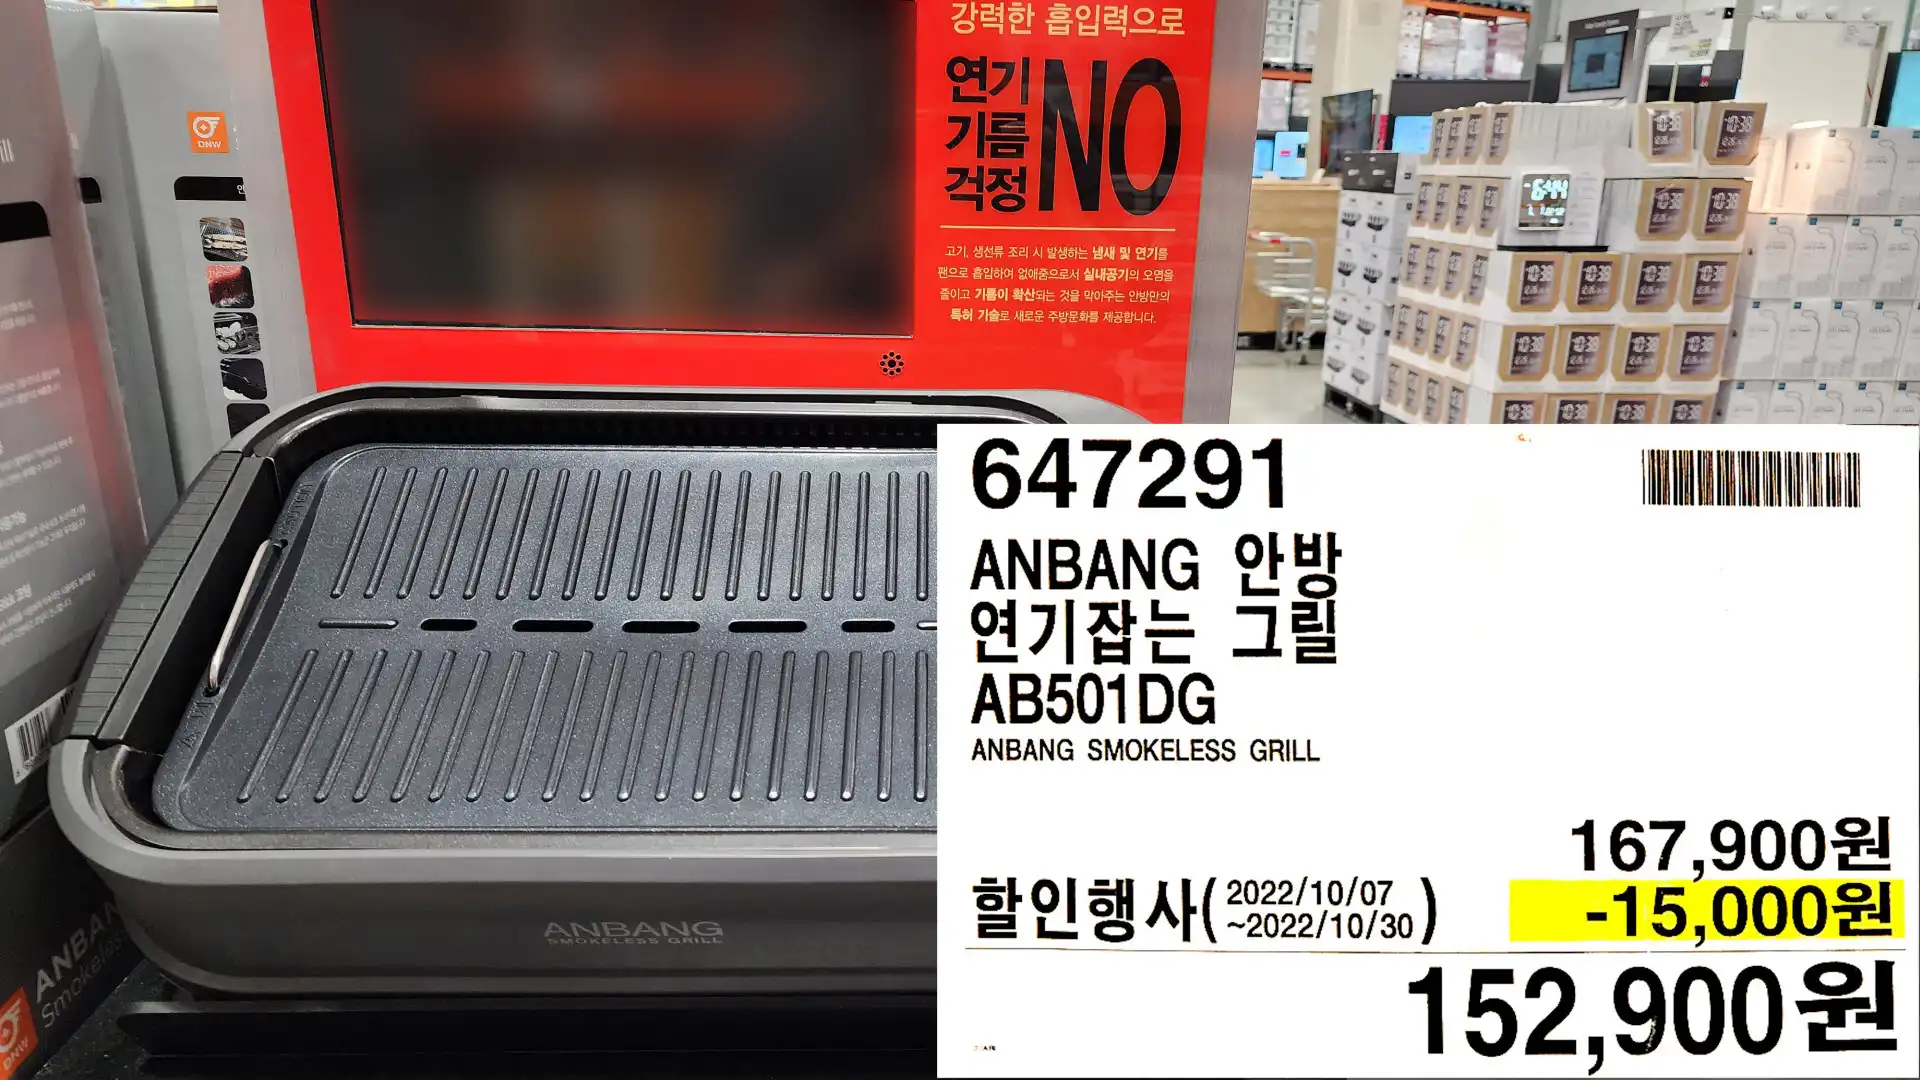 강력한 흡입력으로
연기
기름
걱정
NO
고기, 생선류 조리 시 발생하는 냄새 및 연기를
팬으로 흡입하여 없애줌으로서 실내공기의 오염을
줄이고 기름이 확산되는 것을 막아주는 안방만의
특허 기술로 새로운 주방문화를 제공합니다.
DNW
ANBANG
SMOKELESS GRILL
ANBANG
Smokeless
DNW
10:38
6:44
647291
ANBANG 안방
연기잡는 그릴
AB501DG
ANBANG SMOKELESS GRILL
167,900원
할인행사( 2022/10/07
~2022/10/30 )
-15,000원
152,900원